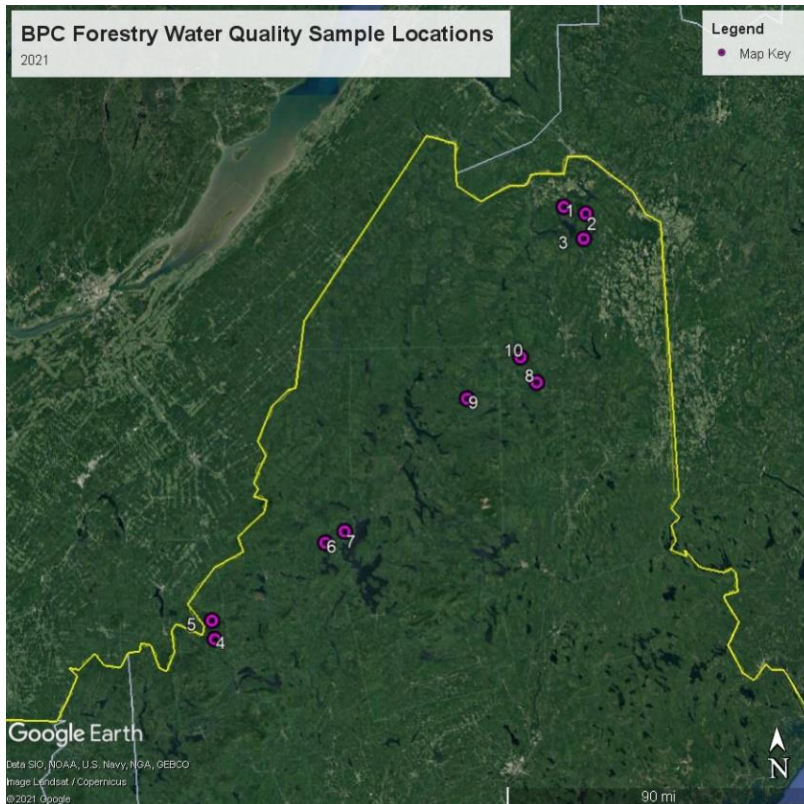 BPC Forestry Water Quality Sample Locations
2021
Legend
Map Key
1
2
3
10
8
9
6
7
5
4
Google Earth
Data SIO, NOAA, U.S. Navy, NGA, GEBCO
Image Landsat / Copernicus
© 2021 Google
N
90 mi